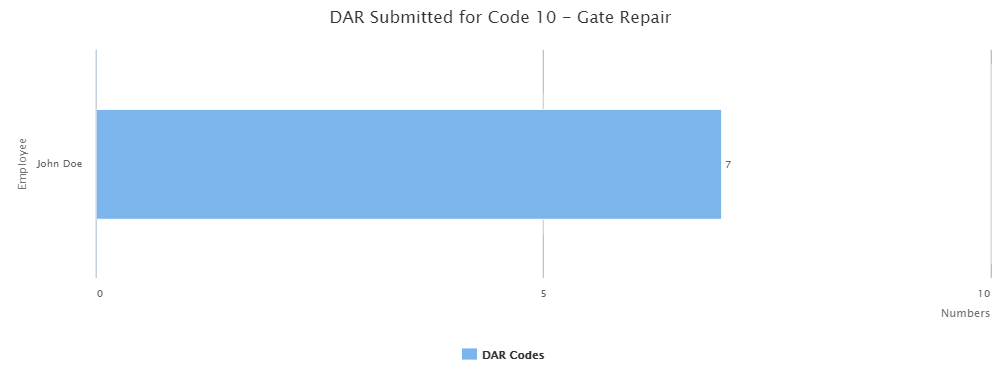 DAR Submitted for Code 10 - Gate Repair
Employee
John Doe
7
0
5
10
Numbers
DAR Codes